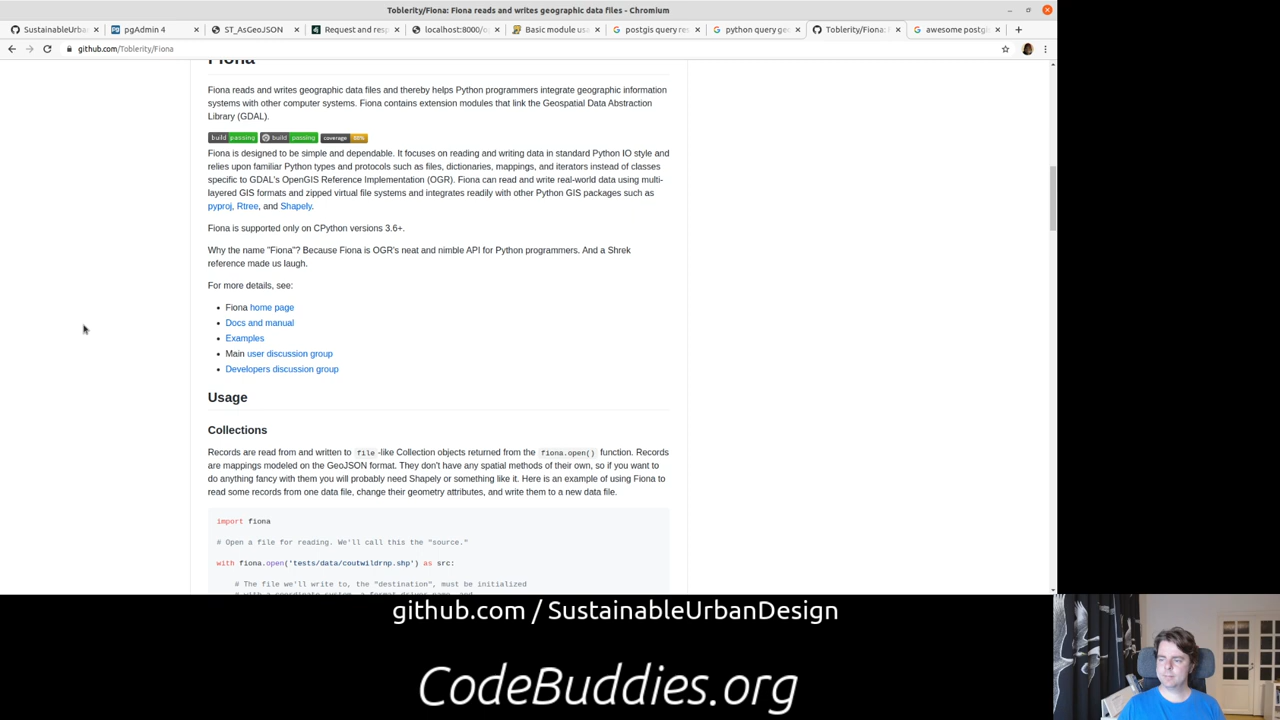 Toblerity/Fiona: Fiona reads and writes geographic data files - Chromium
SustainableUrba
pgAdmin 4
ST_AsGeoJSON
Request and resp
localhost:8000/o
Basic module usa
postgis query res
python query geo
Toblerity/Fiona: F
awesome postgi
github.com/Toblerity/Fiona
Fiona
Fiona reads and writes geographic data files and thereby helps Python programmers integrate geographic information
systems with other computer systems. Fiona contains extension modules that link the Geospatial Data Abstraction
Library (GDAL).
build passing build passing coverage
Fiona is designed to be simple and dependable. It focuses on reading and writing data in standard Python IO style and
relies upon familiar Python types and protocols such as files, dictionaries, mappings, and iterators instead of classes
specific to GDAL's OpenGIS Reference Implementation (OGR). Fiona can read and write real-world data using multi-
layered GIS formats and zipped virtual file systems and integrates readily with other Python GIS packages such as
pyproj, Rtree, and Shapely.
Fiona is supported only on CPython versions 3.6+.
Why the name "Fiona"? Because Fiona is OGR's neat and nimble API for Python programmers. And a Shrek
reference made us laugh.
For more details, see:
• Fiona home page
• Docs and manual
• Examples
• Main user discussion group
• Developers discussion group
Usage
Collections
Records are read from and written to file -like Collection objects returned from the fiona.open() function. Records
are mappings modeled on the GeoJSON format. They don't have any spatial methods of their own, so if you want to
do anything fancy with them you will probably need Shapely or something like it. Here is an example of using Fiona to
read some records from one data file, change their geometry attributes, and write them to a new data file.
import fiona
# Open a file for reading. We'll call this the "source."
with fiona.open('tests/data/coutwildrnp.shp') as src:
# The file we'll write to, the "destination", must be initialized
# with a coordinate system, a format driver name, and
github.com / SustainableUrbanDesign
CodeBuddies.org